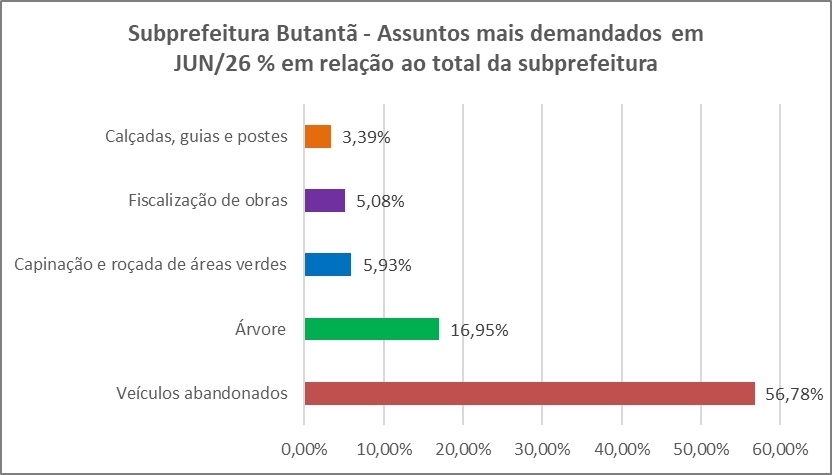 Subprefeitura Butantã - Assuntos mais demandados em
JUN/26 % em relação ao total da subprefeitura
Calçadas, guias e postes 3,39%
Fiscalização de obras 5,08%
Capinação e roçada de áreas verdes 5,93%
Árvore 16,95%
Veículos abandonados 56,78%
0,00% 10,00% 20,00% 30,00% 40,00% 50,00% 60,00%